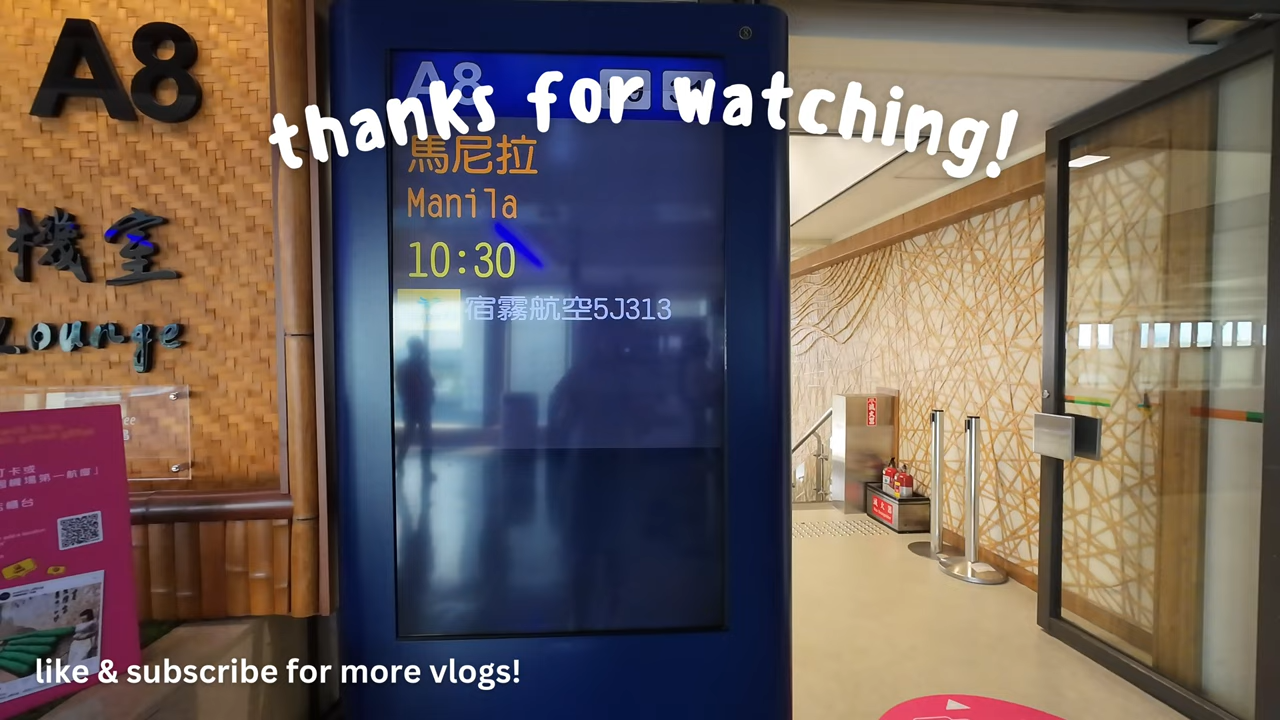 A8
機室
Lounge
A8
thanks for watching!
馬尼拉
Manila
10:30
宿霧航空5J313
like & subscribe for more vlogs!